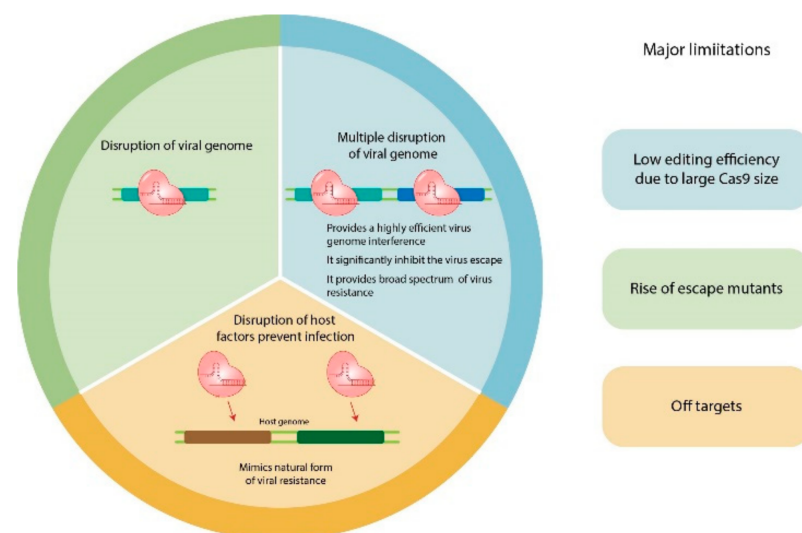 Major limiitations
Disruption of viral genome
Multiple disruption
of viral genome
Provides a highly efficient virus
genome interference
It significantly inhibit the virus escape
It provides broad spectrum of virus
resistance
Disruption of host
factors prevent infection
Host genome
Mimics natural form
of viral resistance
Low editing efficiency
due to large Cas9 size
Rise of escape mutants
Off targets